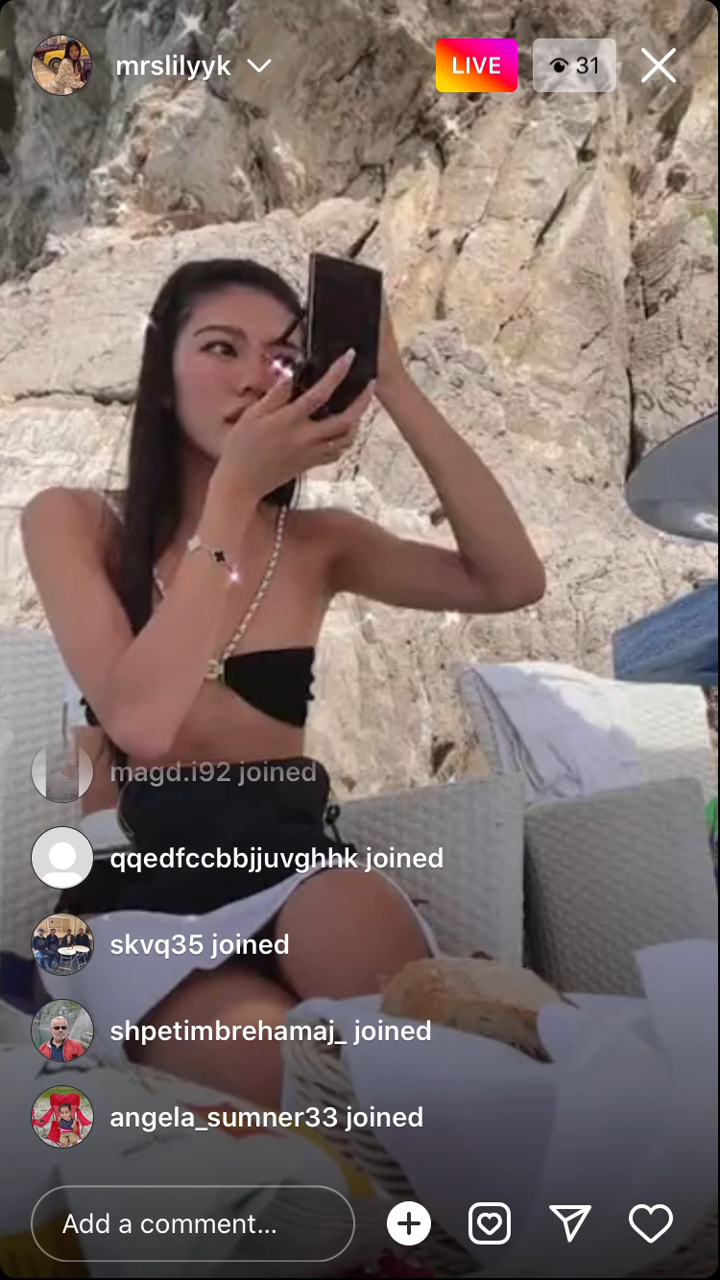 mrslilyyk
LIVE
31
magd.i92 joined
qqedfccbbjjuvghhk joined
skvq35 joined
shpetimbrehamaj_ joined
angela_sumner33 joined
Add a comment...